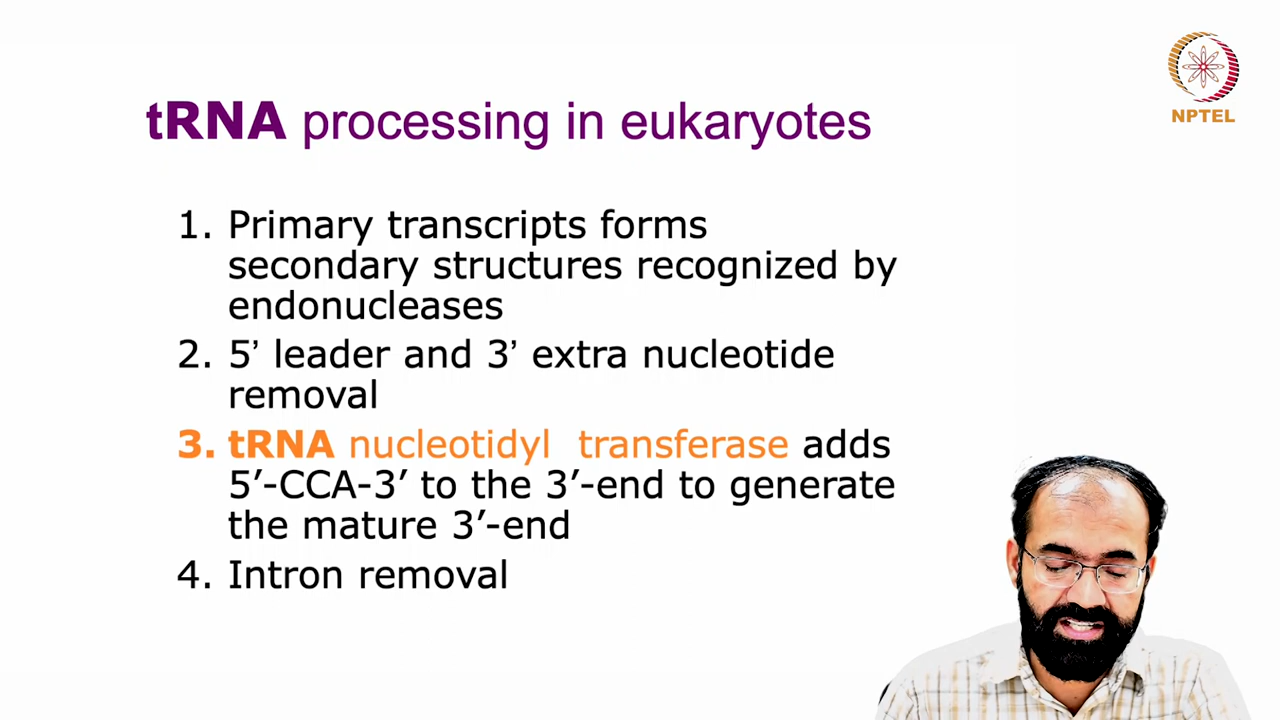 NPTEL
tRNA processing in eukaryotes
1. Primary transcripts forms
secondary structures recognized by
endonucleases
2. 5’ leader and 3’ extra nucleotide
removal
3. tRNA nucleotidyl transferase adds
5′-CCA-3′ to the 3′-end to generate
the mature 3′-end
4. Intron removal